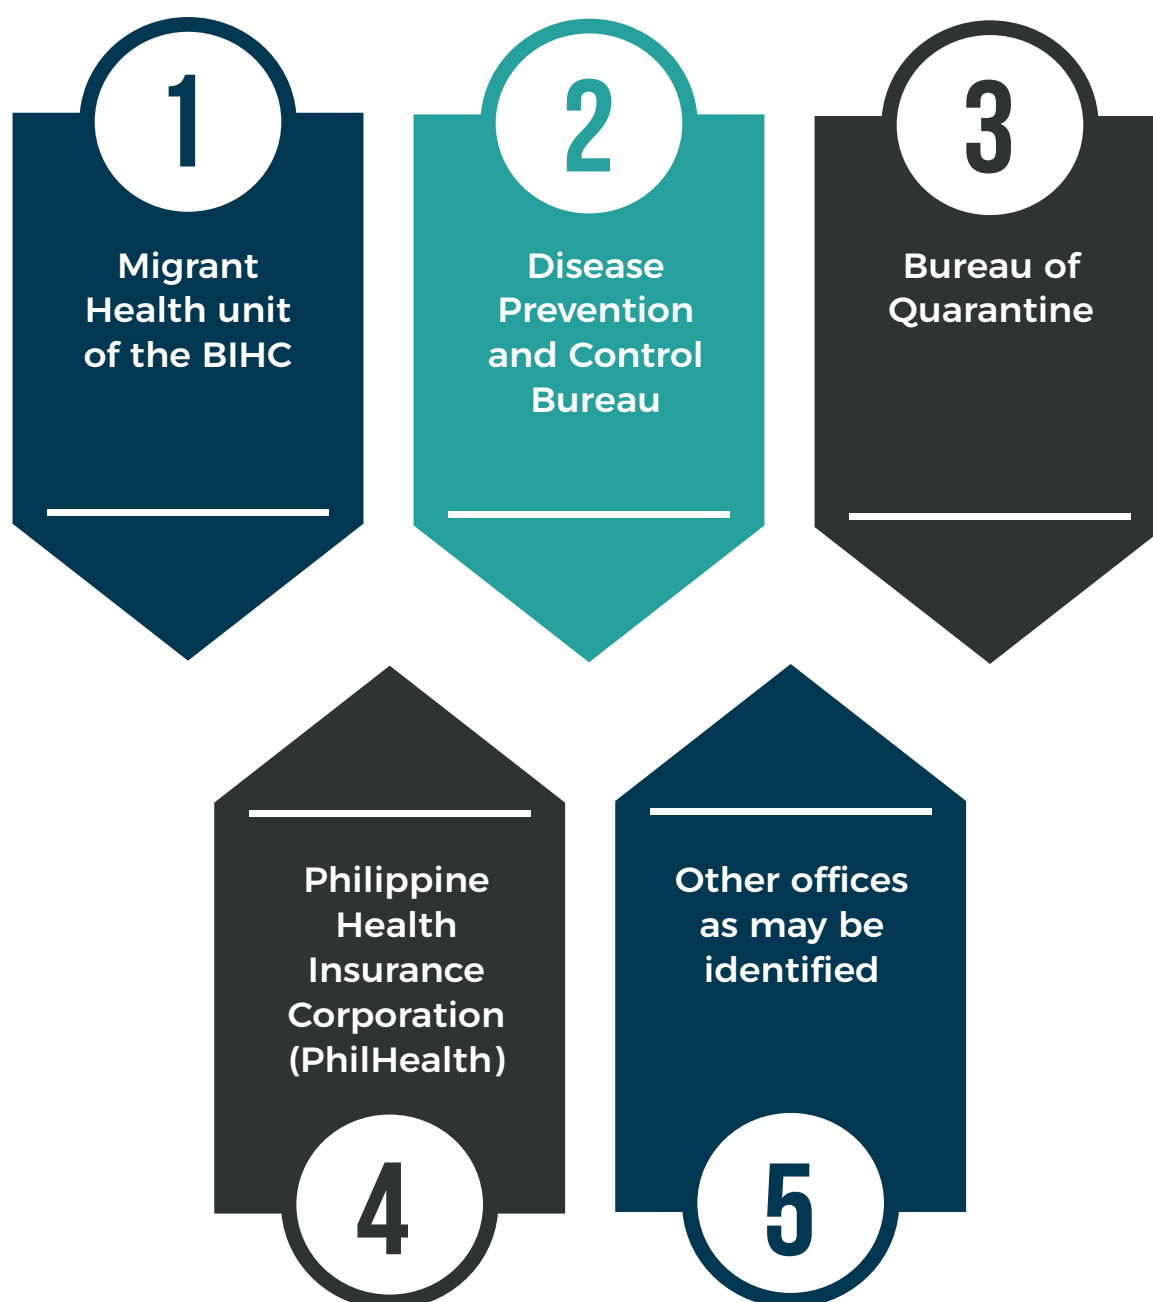 1
Migrant
Health unit
of the BIHC
2
Disease
Prevention
and Control
Bureau
3
Bureau of
Quarantine
Philippine
Health
Insurance
Corporation
(PhilHealth)
4
Other offices
as may be
identified
5